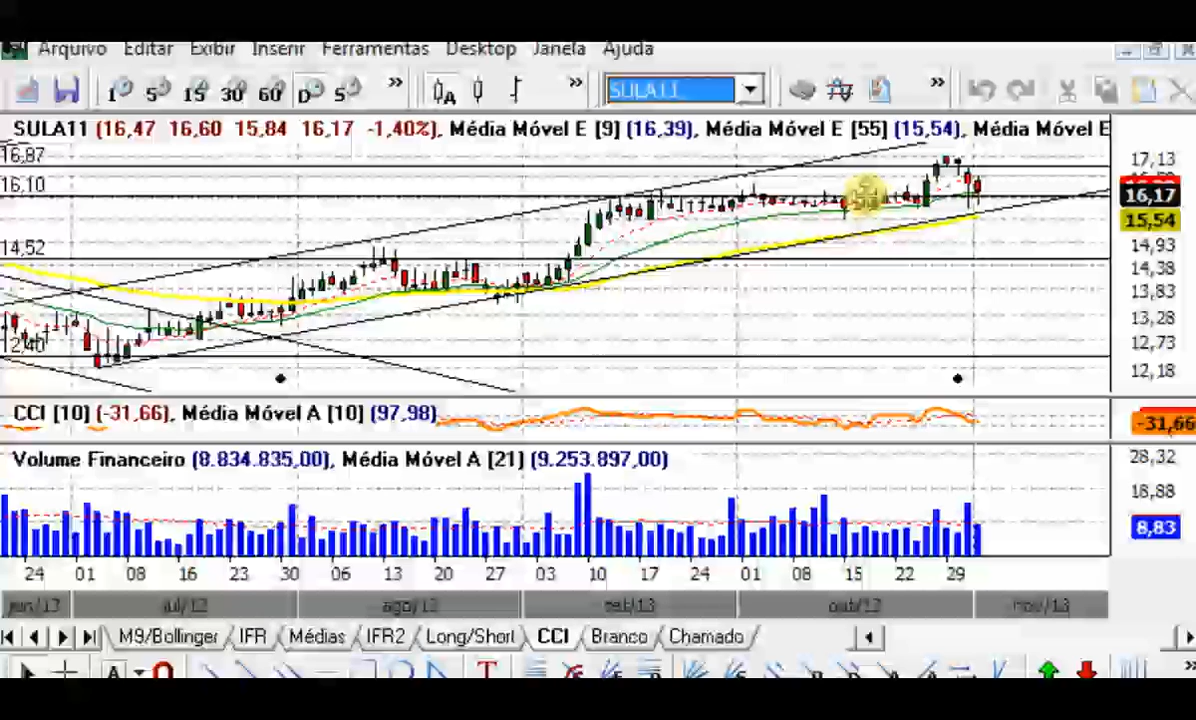 Arquivo Editar Exibir Inserir Ferramentas Desktop Janela Ajuda
1 5 15 30 60 D S » A » SULA11 »
SULA11 (16,47 16,60 15,84 16,17 -1,40%), Média Móvel E [9] (16,39), Média Móvel E [55] (15,54), Média Móvel E
16,87
17,13
16,10
16,17
15,54
14,52
14,93
14,38
13,83
13,28
2,40
12,73
12,18
CCI [10] (-31,66), Média Móvel A [10] (97,98)
-31,66
Volume Financeiro (8.834.835,00), Média Móvel A [21] (9.253.897,00)
28,32
18,88
8,83
24 01 08 16 23 30 06 13 20 27 03 10 17 24 01 08 15 22 29
M9/Bollinger IFR Médias IFR2 Long/Short CCI Branco Chamado
A T »